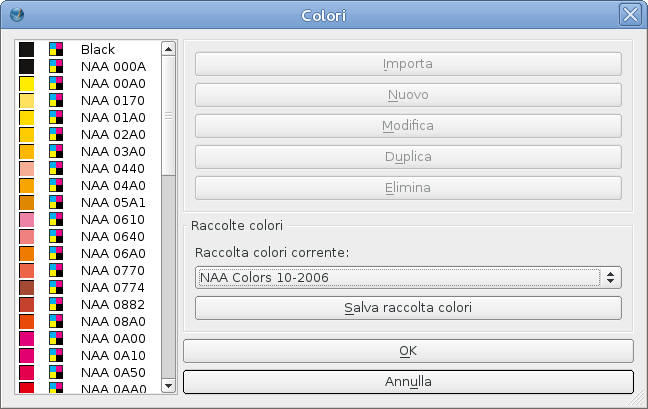 Colori
Black
NAA 000A
NAA 00A0
NAA 0170
NAA 01A0
NAA 02A0
NAA 03A0
NAA 0440
NAA 04A0
NAA 05A1
NAA 0610
NAA 0640
NAA 06A0
NAA 0770
NAA 0774
NAA 0882
NAA 08A0
NAA 0A00
NAA 0A10
NAA 0A50
NAA 0AA0
Importa
Nuovo
Modifica
Duplica
Elimina
Raccolte colori
Raccolta colori corrente:
NAA Colors 10-2006
Salva raccolta colori
OK
Annulla